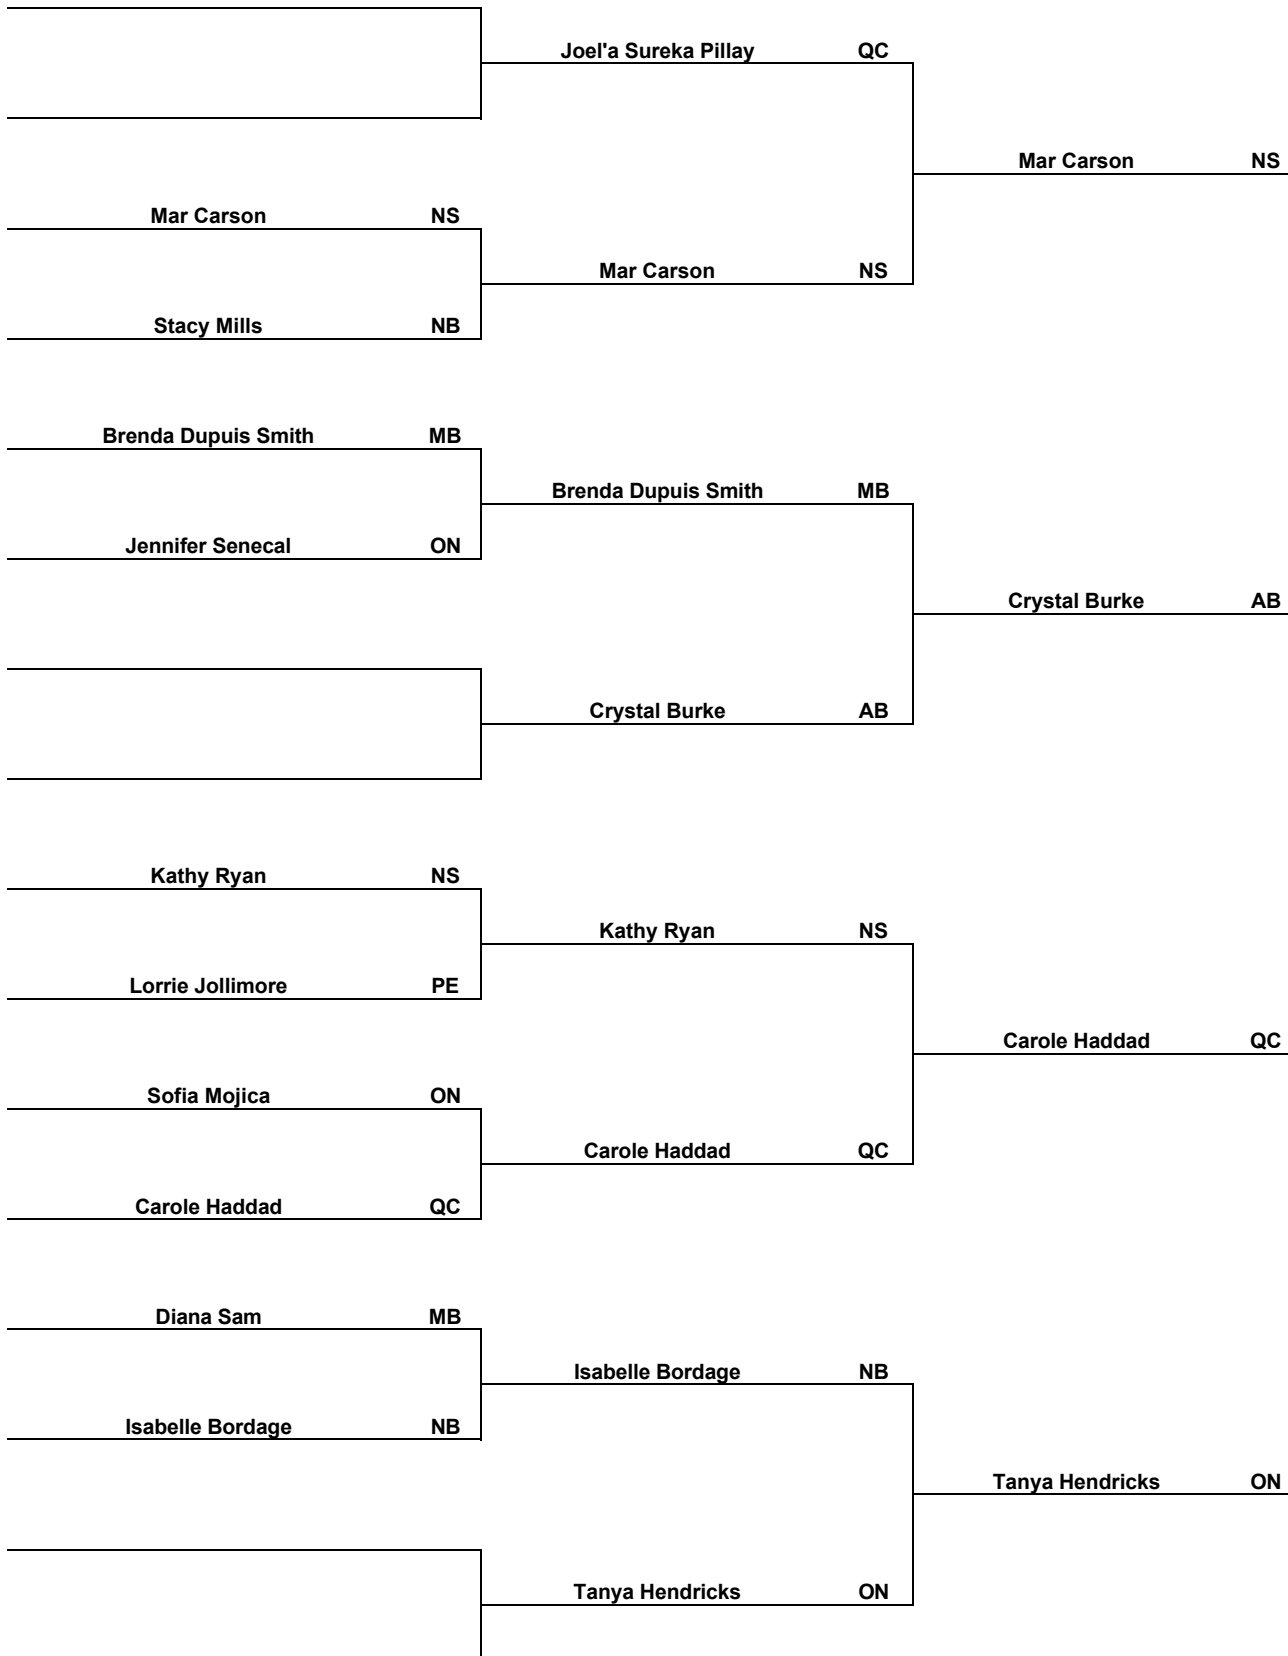 Joel'a Sureka Pillay QC
Mar Carson NS
Mar Carson NS
Mar Carson NS
Stacy Mills NB
Brenda Dupuis Smith MB
Brenda Dupuis Smith MB
Jennifer Senecal ON
Crystal Burke AB
Crystal Burke AB
Kathy Ryan NS
Kathy Ryan NS
Lorrie Jollimore PE
Carole Haddad QC
Sofia Mojica ON
Carole Haddad QC
Carole Haddad QC
Diana Sam MB
Isabelle Bordage NB
Isabelle Bordage NB
Tanya Hendricks ON
Tanya Hendricks ON